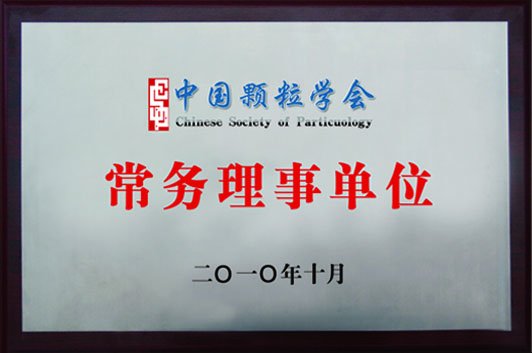 中国颗粒学会
Chinese Society of Particuology
常务理事单位
二〇一〇年十月